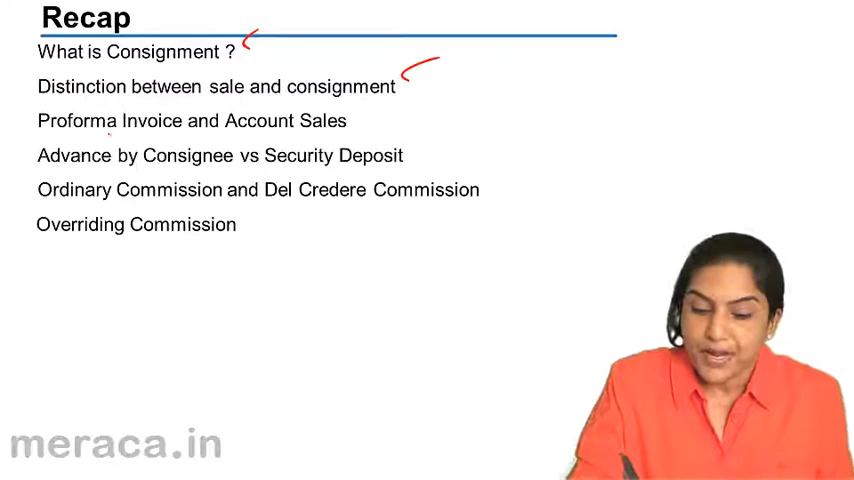 Recap
What is Consignment ?
Distinction between sale and consignment
Proforma Invoice and Account Sales
Advance by Consignee vs Security Deposit
Ordinary Commission and Del Credere Commission
Overriding Commission
meraca.in